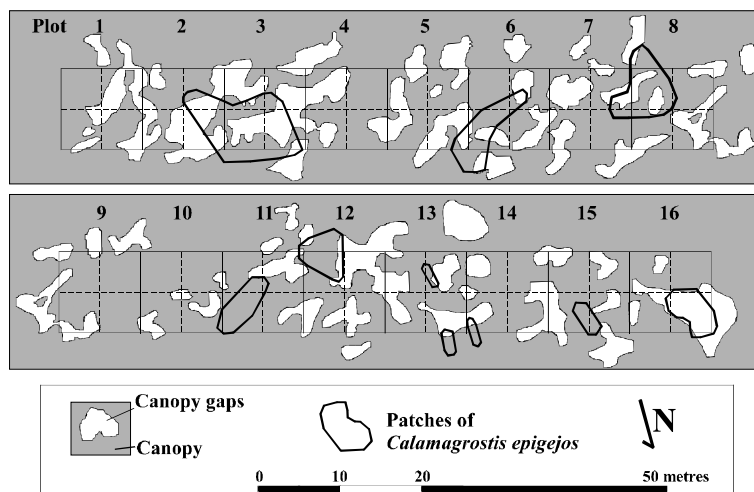 Plot 1 2 3 4 5 6 7 8
9 10 11 12 13 14 15 16
Canopy gaps
Canopy
Patches of
Calamagrostis epigejos
N
0 10 20 50 metres